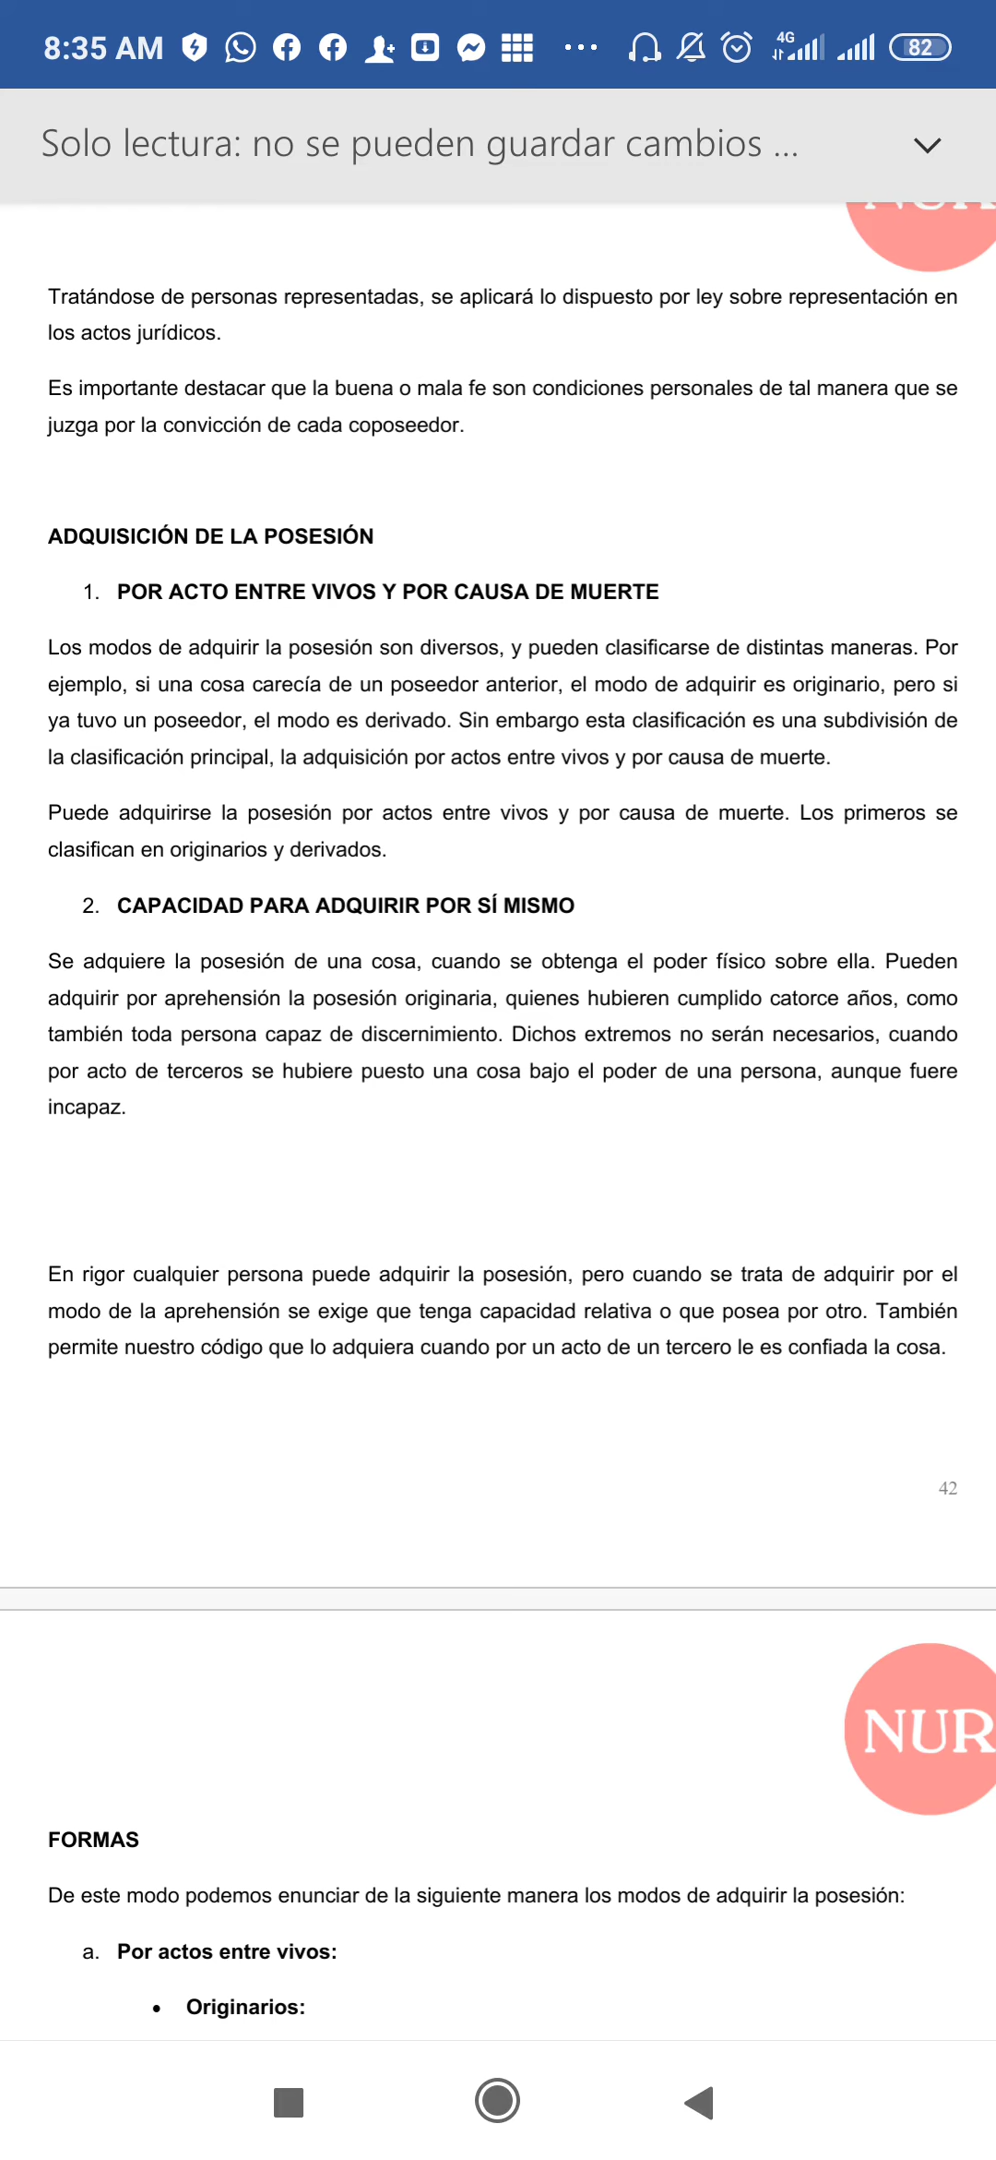 8:35 AM
4G
82
Solo lectura: no se pueden guardar cambios ...
Tratándose de personas representadas, se aplicará lo dispuesto por ley sobre representación en
los actos jurídicos.
Es importante destacar que la buena o mala fe son condiciones personales de tal manera que se
juzga por la convicción de cada coposeedor.
ADQUISICIÓN DE LA POSESIÓN
1. POR ACTO ENTRE VIVOS Y POR CAUSA DE MUERTE
Los modos de adquirir la posesión son diversos, y pueden clasificarse de distintas maneras. Por
ejemplo, si una cosa carecía de un poseedor anterior, el modo de adquirir es originario, pero si
ya tuvo un poseedor, el modo es derivado. Sin embargo esta clasificación es una subdivisión de
la clasificación principal, la adquisición por actos entre vivos y por causa de muerte.
Puede adquirirse la posesión por actos entre vivos y por causa de muerte. Los primeros se
clasifican en originarios y derivados.
2. CAPACIDAD PARA ADQUIRIR POR SÍ MISMO
Se adquiere la posesión de una cosa, cuando se obtenga el poder físico sobre ella. Pueden
adquirir por aprehensión la posesión originaria, quienes hubieren cumplido catorce años, como
también toda persona capaz de discernimiento. Dichos extremos no serán necesarios, cuando
por acto de terceros se hubiere puesto una cosa bajo el poder de una persona, aunque fuere
incapaz.
En rigor cualquier persona puede adquirir la posesión, pero cuando se trata de adquirir por el
modo de la aprehensión se exige que tenga capacidad relativa o que posea por otro. También
permite nuestro código que lo adquiera cuando por un acto de un tercero le es confiada la cosa.
42
NUR
FORMAS
De este modo podemos enunciar de la siguiente manera los modos de adquirir la posesión:
a. Por actos entre vivos:
• Originarios: